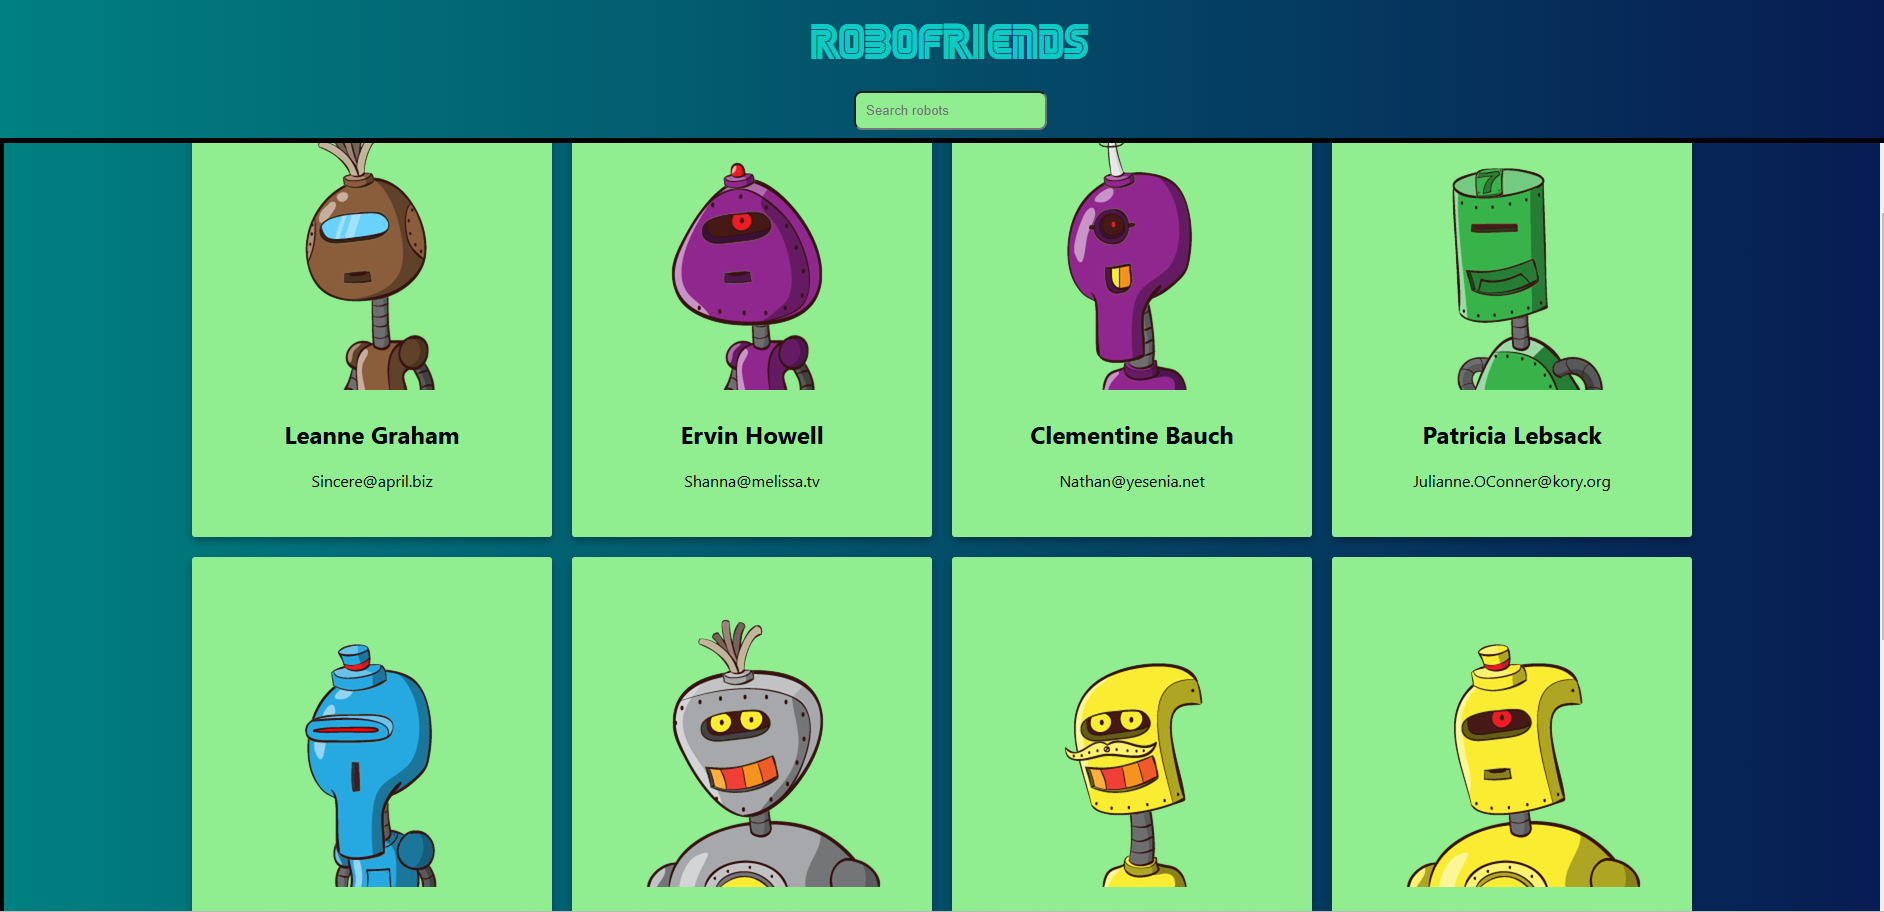 ROBOFRIENDS
Search robots
7
Leanne Graham
Ervin Howell
Clementine Bauch
Patricia Lebsack
Sincere@april.biz
Shanna@melissa.tv
Nathan@yesenia.net
Julianne.OConner@kory.org